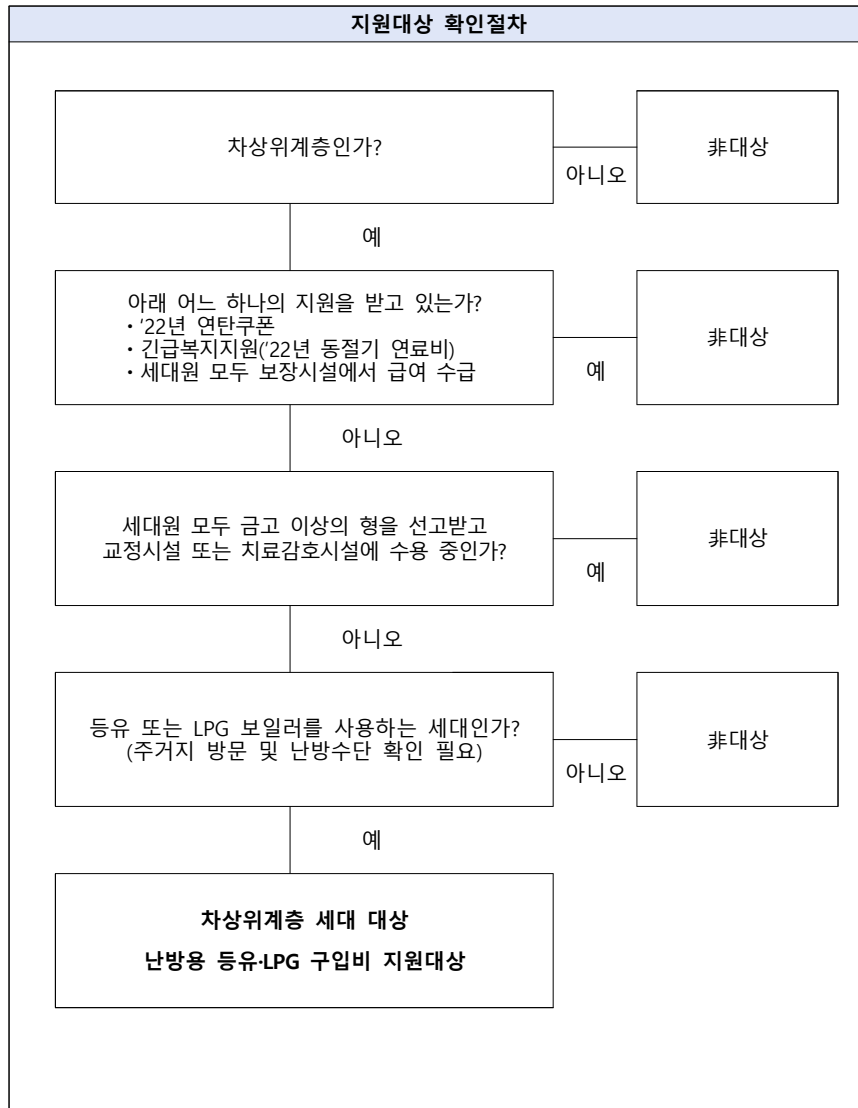 지원대상 확인절차
차상위계층인가?
非대상
아니오
예
아래 어느 하나의 지원을 받고 있는가?
• ‘22년 연탄쿠폰
• 긴급복지지원(’22년 동절기 연료비)
• 세대원 모두 보장시설에서 급여 수급
非대상
예
아니오
세대원 모두 금고 이상의 형을 선고받고
교정시설 또는 치료감호시설에 수용 중인가?
非대상
예
아니오
등유 또는 LPG 보일러를 사용하는 세대인가?
(주거지 방문 및 난방수단 확인 필요)
非대상
아니오
예
차상위계층 세대 대상
난방용 등유·LPG 구입비 지원대상